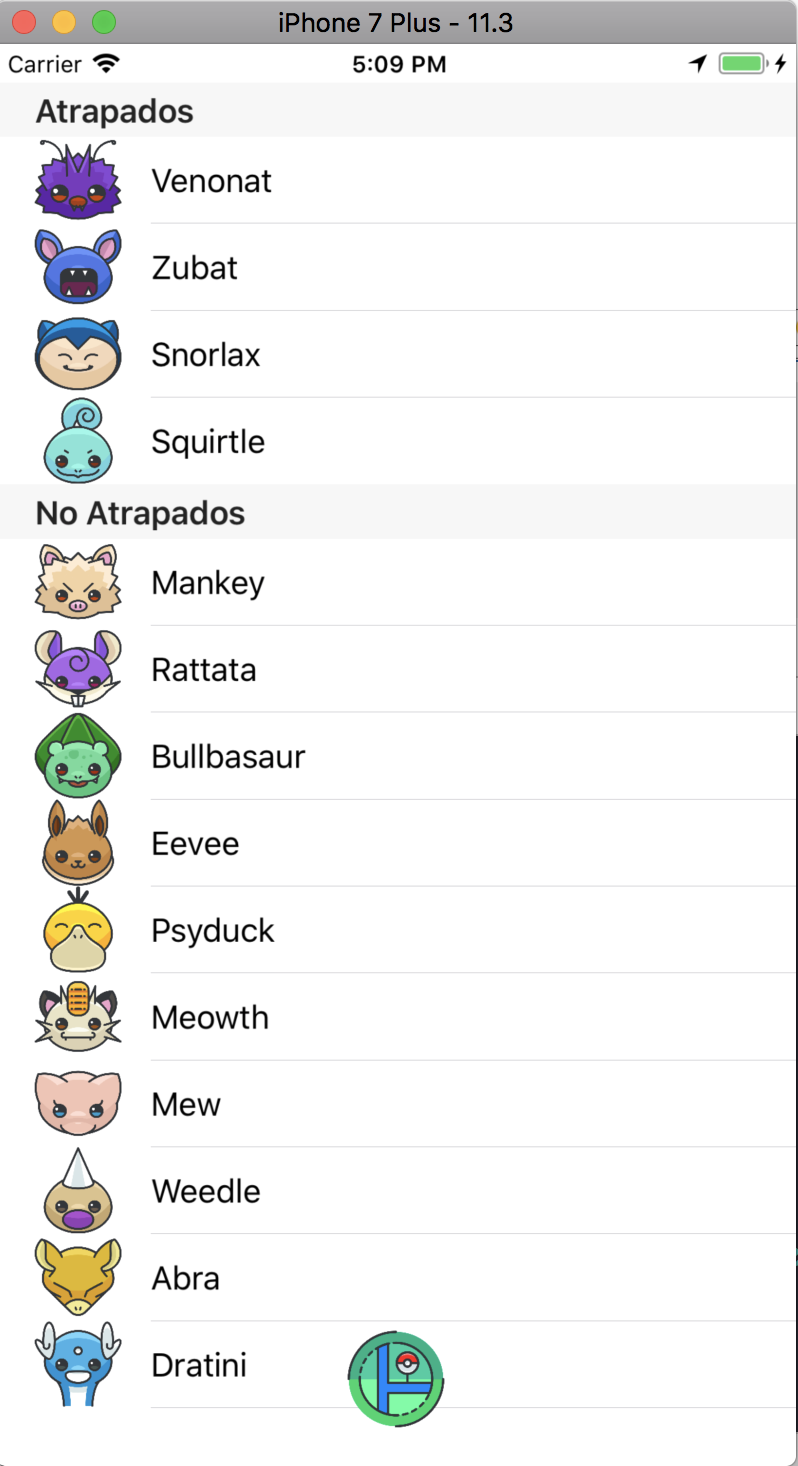 iPhone 7 Plus - 11.3
Carrier 5:09 PM
Atrapados
Venonat
Zubat
Snorlax
Squirtle
No Atrapados
Mankey
Rattata
Bullbasaur
Eevee
Psyduck
Meowth
Mew
Weedle
Abra
Dratini